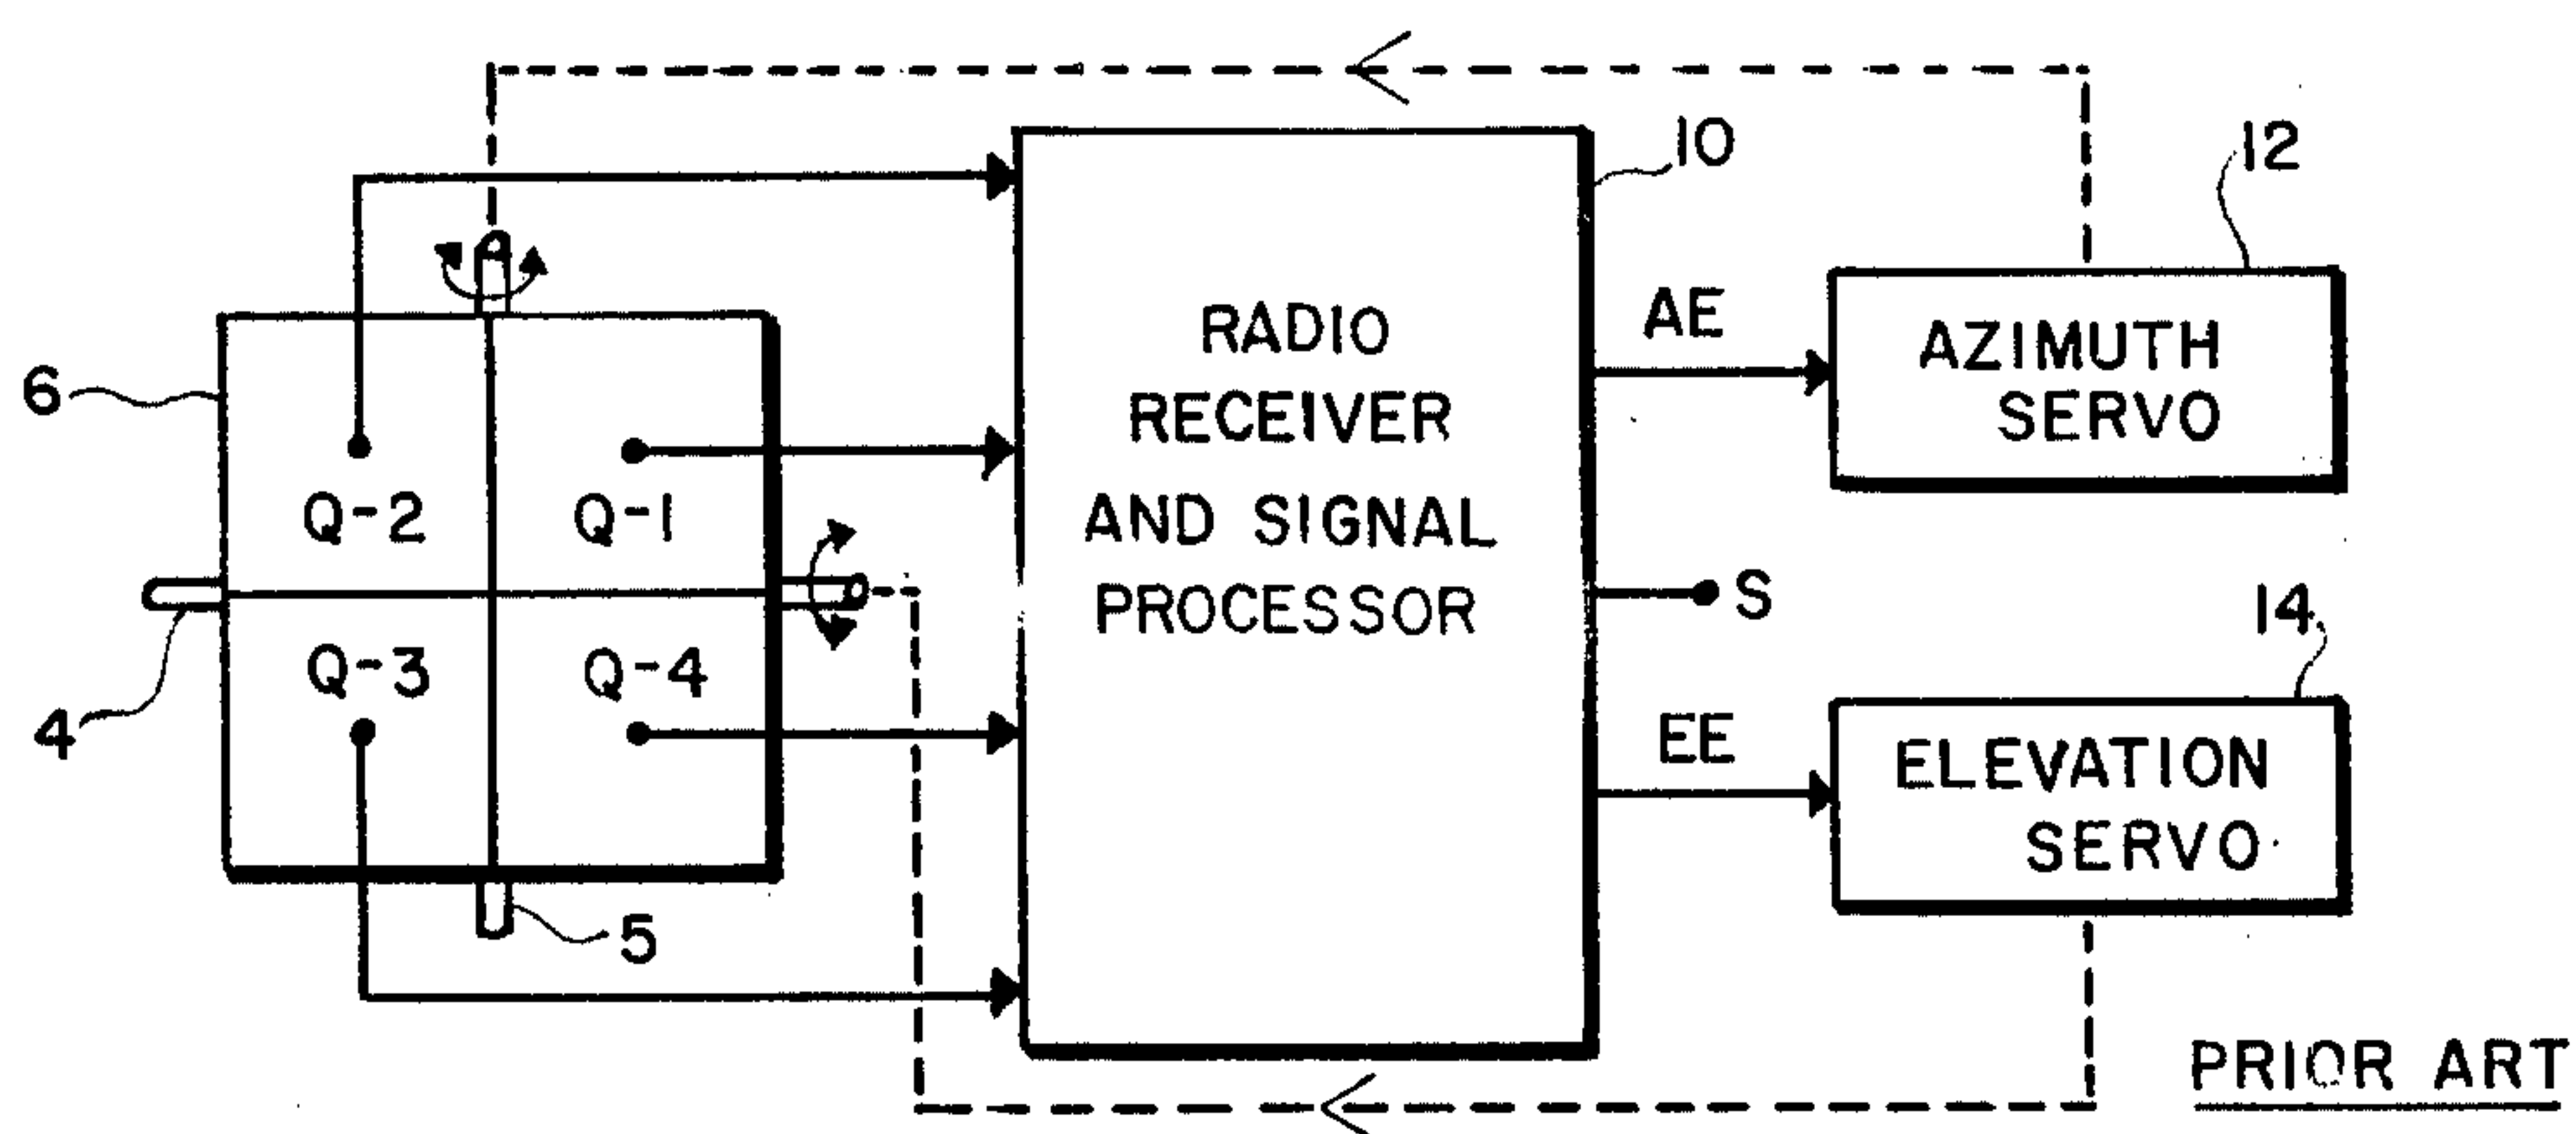 10
12
6
Q-2
Q-1
Q-3
Q-4
4
5
RADIO
RECEIVER
AND SIGNAL
PROCESSOR
AE
AZIMUTH
SERVO
S
14
EE
ELEVATION
SERVO
PRIOR ART